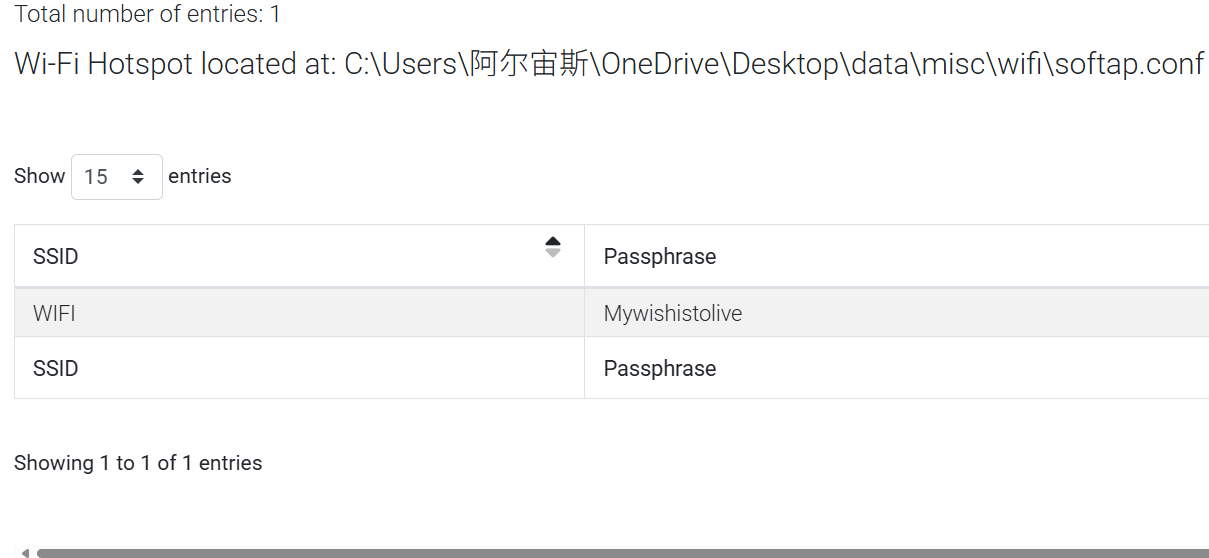 Total number of entries: 1
Wi-Fi Hotspot located at: C:\Users\阿尔宙斯\OneDrive\Desktop\data\misc\wifi\softap.conf
Show 15 entries
SSID Passphrase
WIFI Mywishistolive
SSID Passphrase
Showing 1 to 1 of 1 entries